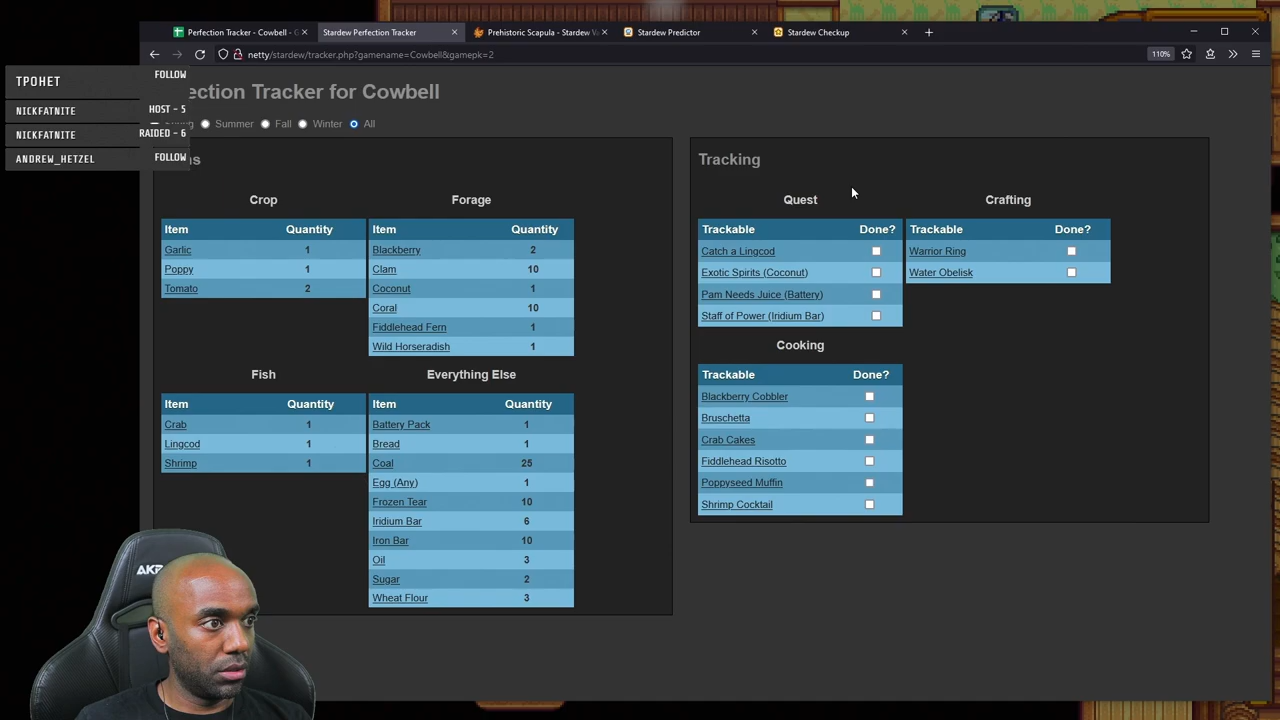 Perfection Tracker - Cowbell - G
Stardew Perfection Tracker
Prehistoric Scapula - Stardew Va
Stardew Predictor
Stardew Checkup
netty/stardew/tracker.php?gamename=Cowbell&gamepk=2
110%
TPOHET FOLLOW
NICKFATNITE HOST - 5
NICKFATNITE RAIDED - 6
ANDREW_HETZEL FOLLOW
ection Tracker for Cowbell
Summer Fall Winter All
Crop
Item Quantity
Garlic 1
Poppy 1
Tomato 2
Forage
Item Quantity
Blackberry 2
Clam 10
Coconut 1
Coral 10
Fiddlehead Fern 1
Wild Horseradish 1
Fish
Item Quantity
Crab 1
Lingcod 1
Shrimp 1
Everything Else
Item Quantity
Battery Pack 1
Bread 1
Coal 25
Egg (Any) 1
Frozen Tear 10
Iridium Bar 6
Iron Bar 10
Oil 3
Sugar 2
Wheat Flour 3
Tracking
Quest
Trackable Done?
Catch a Lingcod
Exotic Spirits (Coconut)
Pam Needs Juice (Battery)
Staff of Power (Iridium Bar)
Crafting
Trackable Done?
Warrior Ring
Water Obelisk
Cooking
Trackable Done?
Blackberry Cobbler
Bruschetta
Crab Cakes
Fiddlehead Risotto
Poppyseed Muffin
Shrimp Cocktail